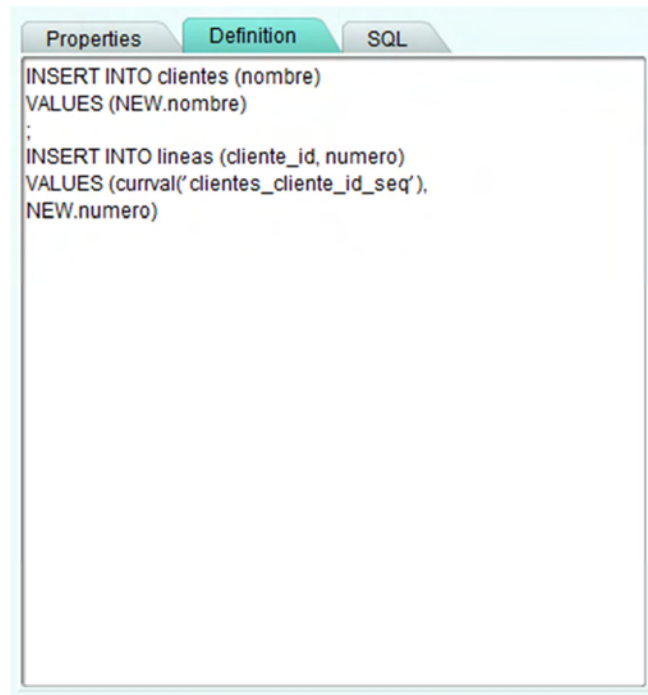 Properties Definition SQL
INSERT INTO clientes (nombre)
VALUES (NEW.nombre)
;
INSERT INTO lineas (cliente_id, numero)
VALUES (currval('clientes_cliente_id_seq'),
NEW.numero)